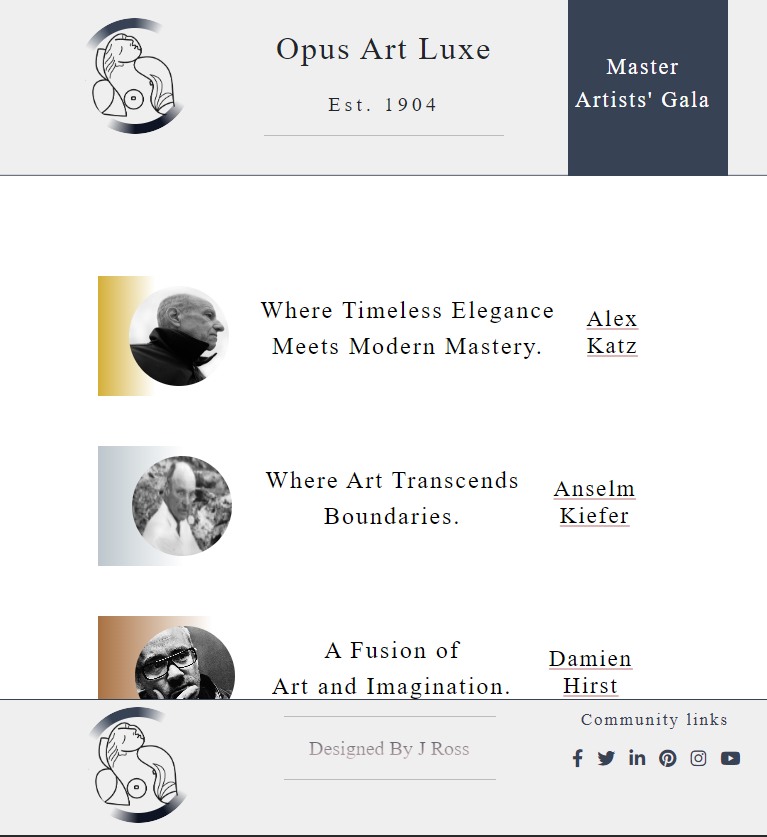 Opus Art Luxe
Est. 1904
Master
Artists' Gala
Where Timeless Elegance
Meets Modern Mastery.
Alex
Katz
Where Art Transcends
Boundaries.
Anselm
Kiefer
A Fusion of
Art and Imagination.
Damien
Hirst
Designed By J Ross
Community links